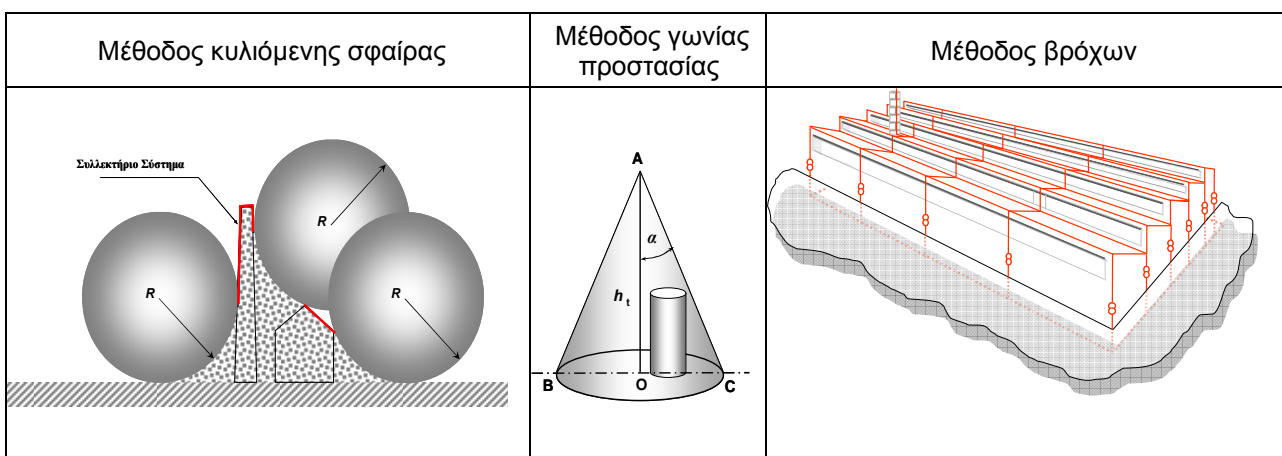 Μέθοδος κυλιόμενης σφαίρας
Μέθοδος γωνίας
προστασίας
Μέθοδος βρόχων
Συλλεκτήριο Σύστημα
R
R
R
A
α
h t
B
O
C